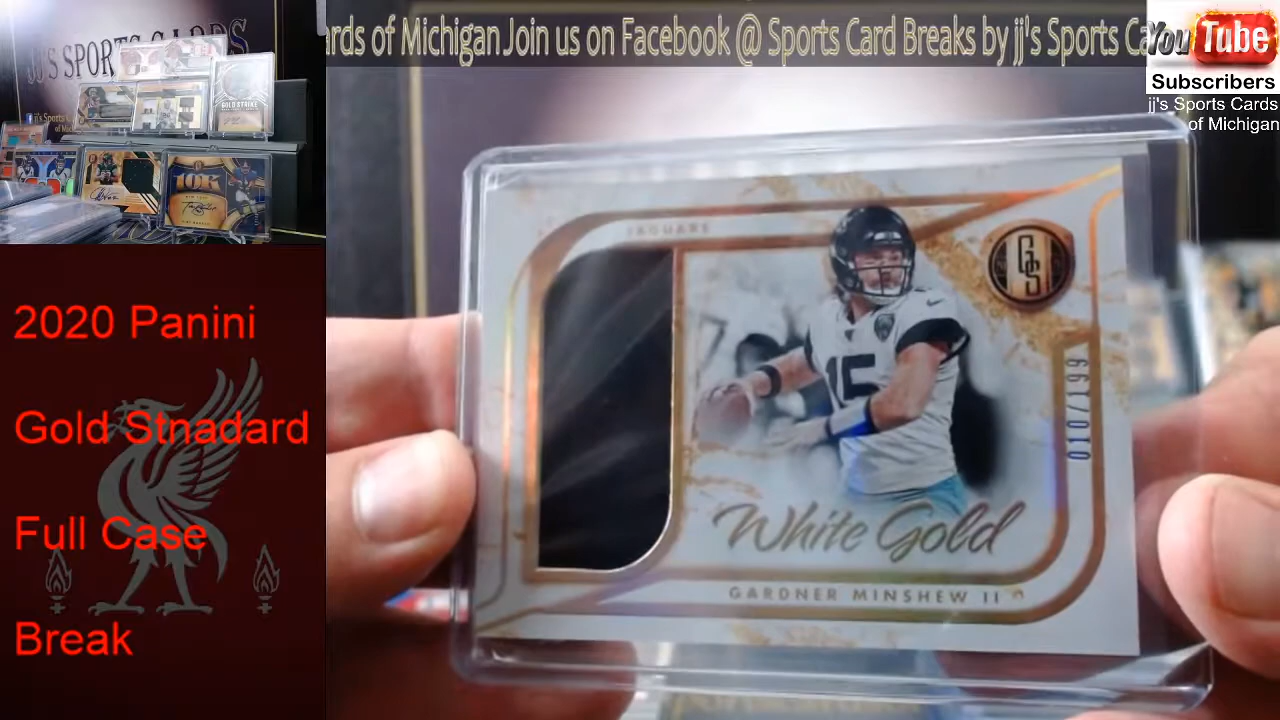 ards of Michigan Join us on Facebook @ Sports Card Breaks by jj's Sports Ca
You Tube
Subscribers
jj's Sports Cards
of Michigan
JJ'S SPORTS CARDS
GOLD STRIKE
10K
2020 Panini
Gold Stnadard
Full Case
Break
JAGUARS
GS
15
010/199
White Gold
GARDNER MINSHEW II